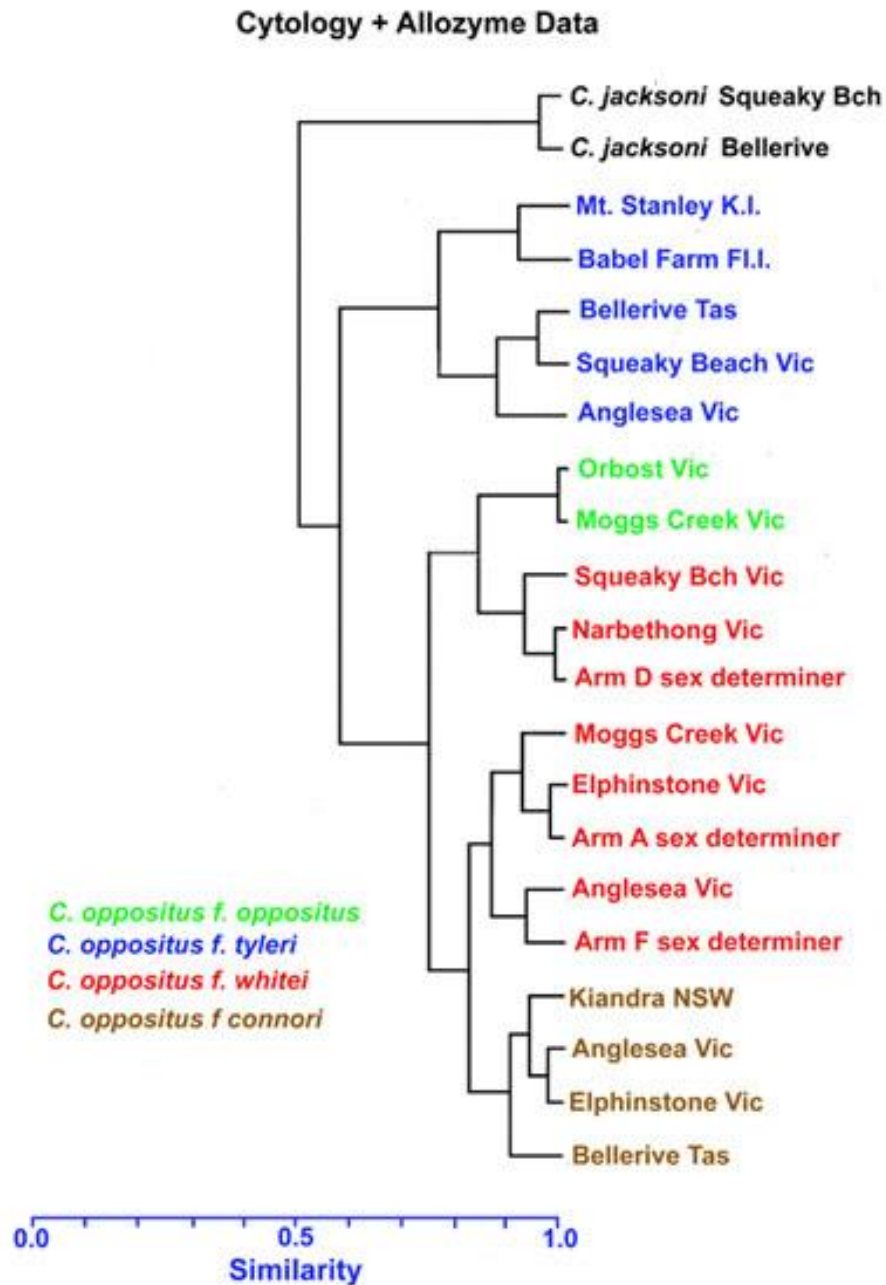 Cytology + Allozyme Data
C. jacksoni Squeaky Bch
C. jacksoni Bellerive
Mt. Stanley K.I.
Babel Farm Fl.I.
Bellerive Tas
Squeaky Beach Vic
Anglesea Vic
Orbost Vic
Moggs Creek Vic
Squeaky Bch Vic
Narbethong Vic
Arm D sex determiner
Moggs Creek Vic
Elphinstone Vic
Arm A sex determiner
Anglesea Vic
Arm F sex determiner
Kiandra NSW
Anglesea Vic
Elphinstone Vic
Bellerive Tas
C. oppositus f. oppositus
C. oppositus f. tyleri
C. oppositus f. whitei
C. oppositus f connori
0.0 0.5 1.0
Similarity